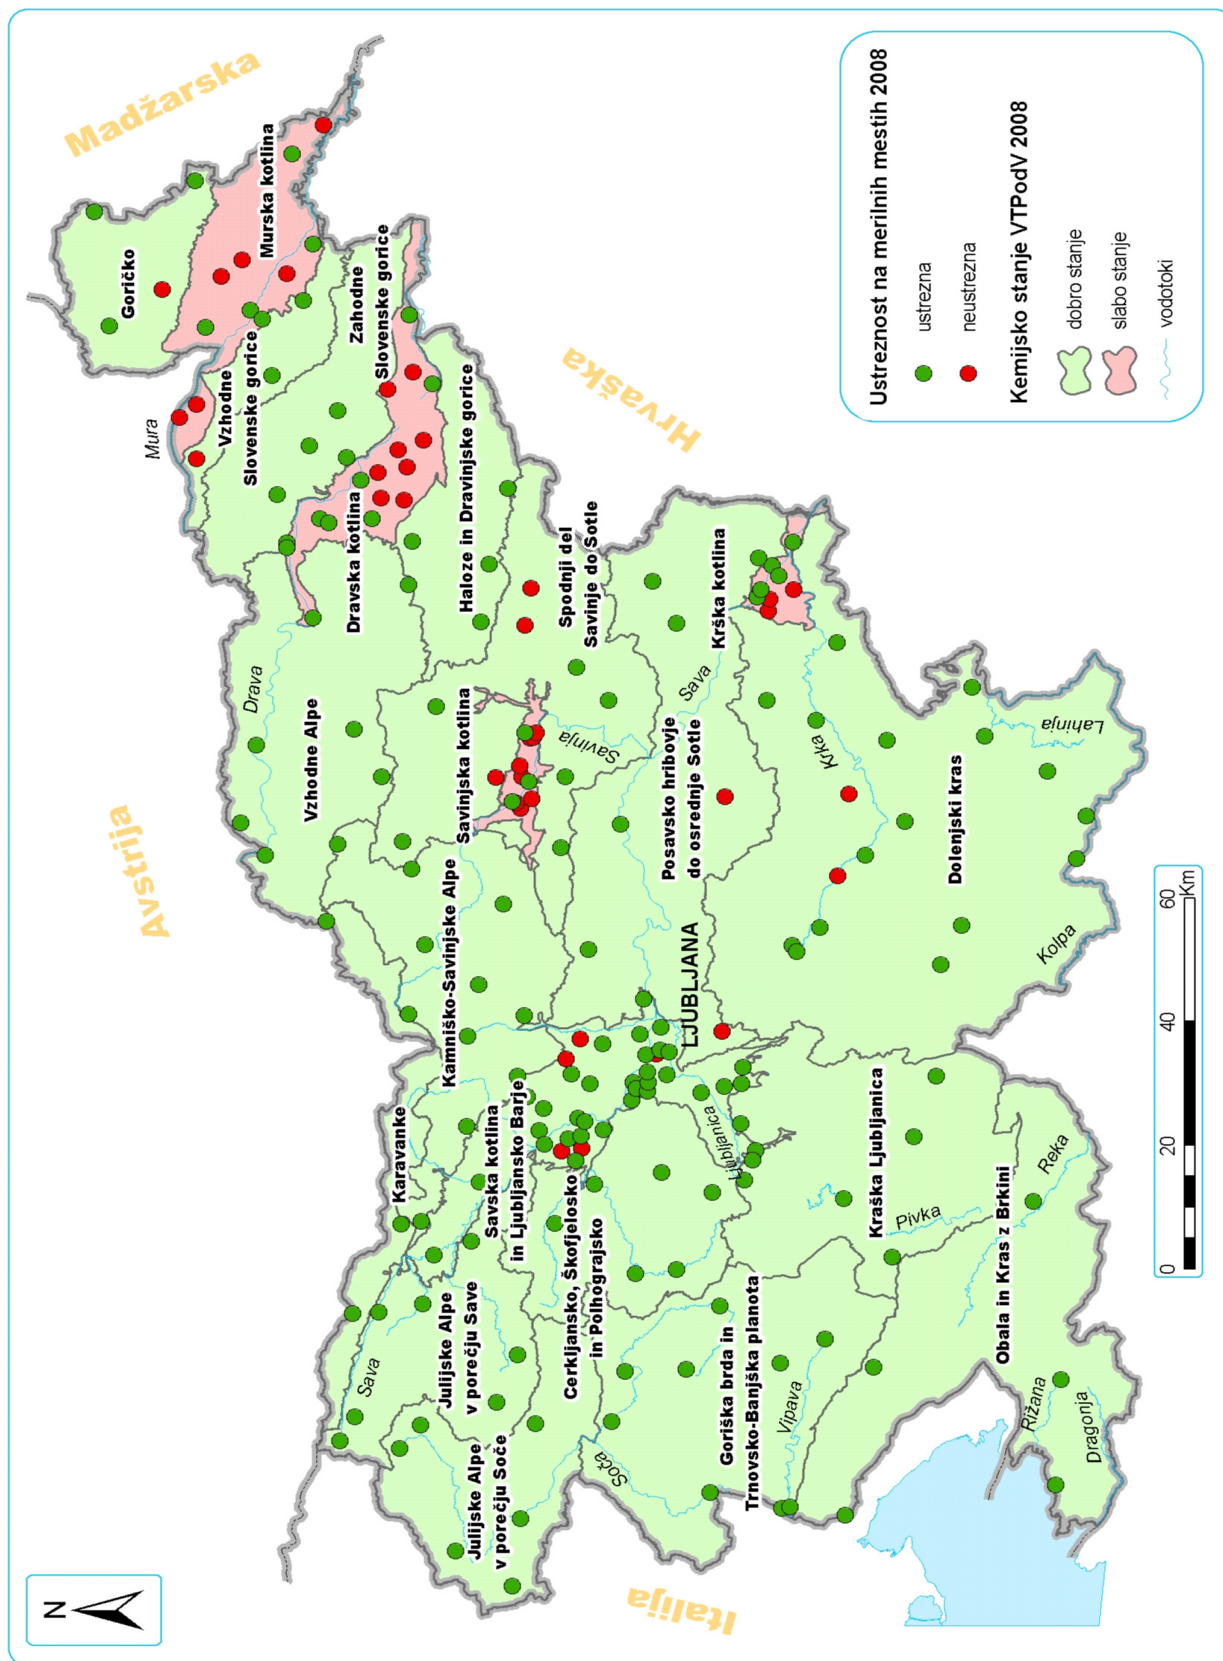 N
Avstrija
Madžarska
Hrvaška
Italija
Goričko
Murska kotlina
Mura
Vzhodne
Slovenske gorice
Zahodne
Slovenske gorice
Drava
Dravska kotlina
Haloze in Dravinjske gorice
Vzhodne Alpe
Spodnji del
Savinje do Sotle
Savinjska kotlina
Savinja
Kamniško-Savinjske Alpe
Karavanke
Savska kotlina
in Ljubljansko Barje
Sava
Julijske Alpe
v porečju Save
Julijske Alpe
v porečju Soče
Cerkljansko, Škofjeloško
in Polhograjsko
Soča
Goriška brda in
Trnovsko-Banjška planota
Vipava
LJUBLJANA
Ljubljanica
Posavsko hribovje
do osrednje Sotle
Sava
Krška kotlina
Krka
Dolenjski kras
Lahinja
Kolpa
Kraška Ljubljanica
Pivka
Obala in Kras z Brkini
Reka
Rižana
Dragonja
0 20 40 60
Km
Ustreznost na merilnih mestih 2008
ustrezna
neustrezna
Kemijsko stanje VTPodV 2008
dobro stanje
slabo stanje
vodotoki